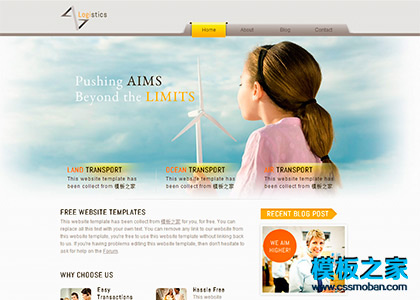 Logistics
Home About Blog Contact
Pushing AIMS
Beyond the LIMITS
LAND TRANSPORT
This website template has
been collect from 模板之家
OCEAN TRANSPORT
This website template has
been collect from 模板之家
TRANSPORT
This website template has
been collect from 模板之家
FREE WEBSITE TEMPLATES
This website template has been collect from 模板之家 for you, for free. You can
replace all this text with your own text. You can remove any link to our website from
this website template, you're free to use this website template without linking back
to us. If you're having problems editing this website template, then don't hesitate to
ask for help on the Forum.
RECENT BLOG POST
WE AIM
HIGHER!
WHY CHOOSE US
Easy
Transactions
Hassle Free
This website
模板之家
www.cssmoban.com